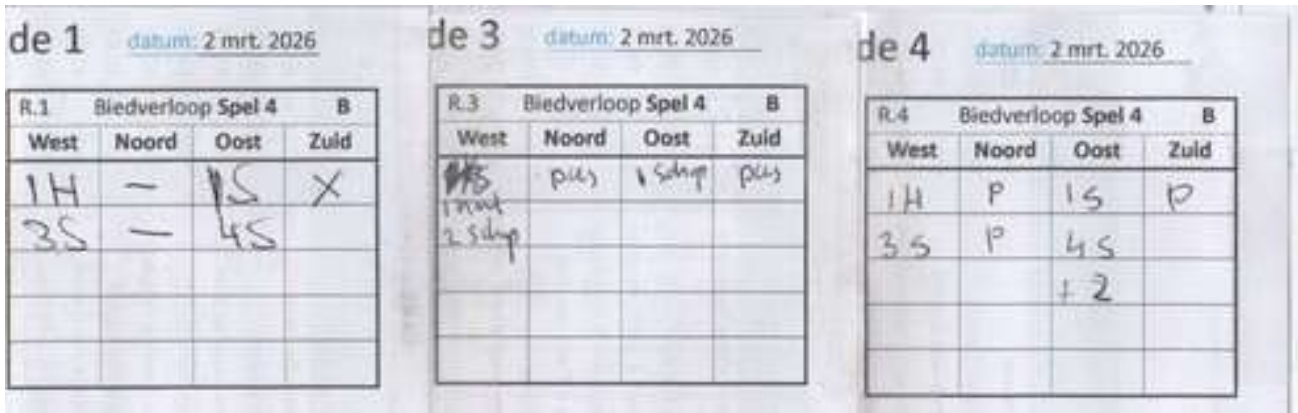 de 1 datum: 2 mrt. 2026
R.1 Biedverloop Spel 4 B
West Noord Oost Zuid
1H – 1S X
3S – 4S
de 3 datum: 2 mrt. 2026
R.3 Biedverloop Spel 4 B
West Noord Oost Zuid
pas 1 schop pas
1 hart
2 schop
de 4 datum: 2 mrt. 2026
R.4 Biedverloop Spel 4 B
West Noord Oost Zuid
1H P 1S P
3S P 4S
+2